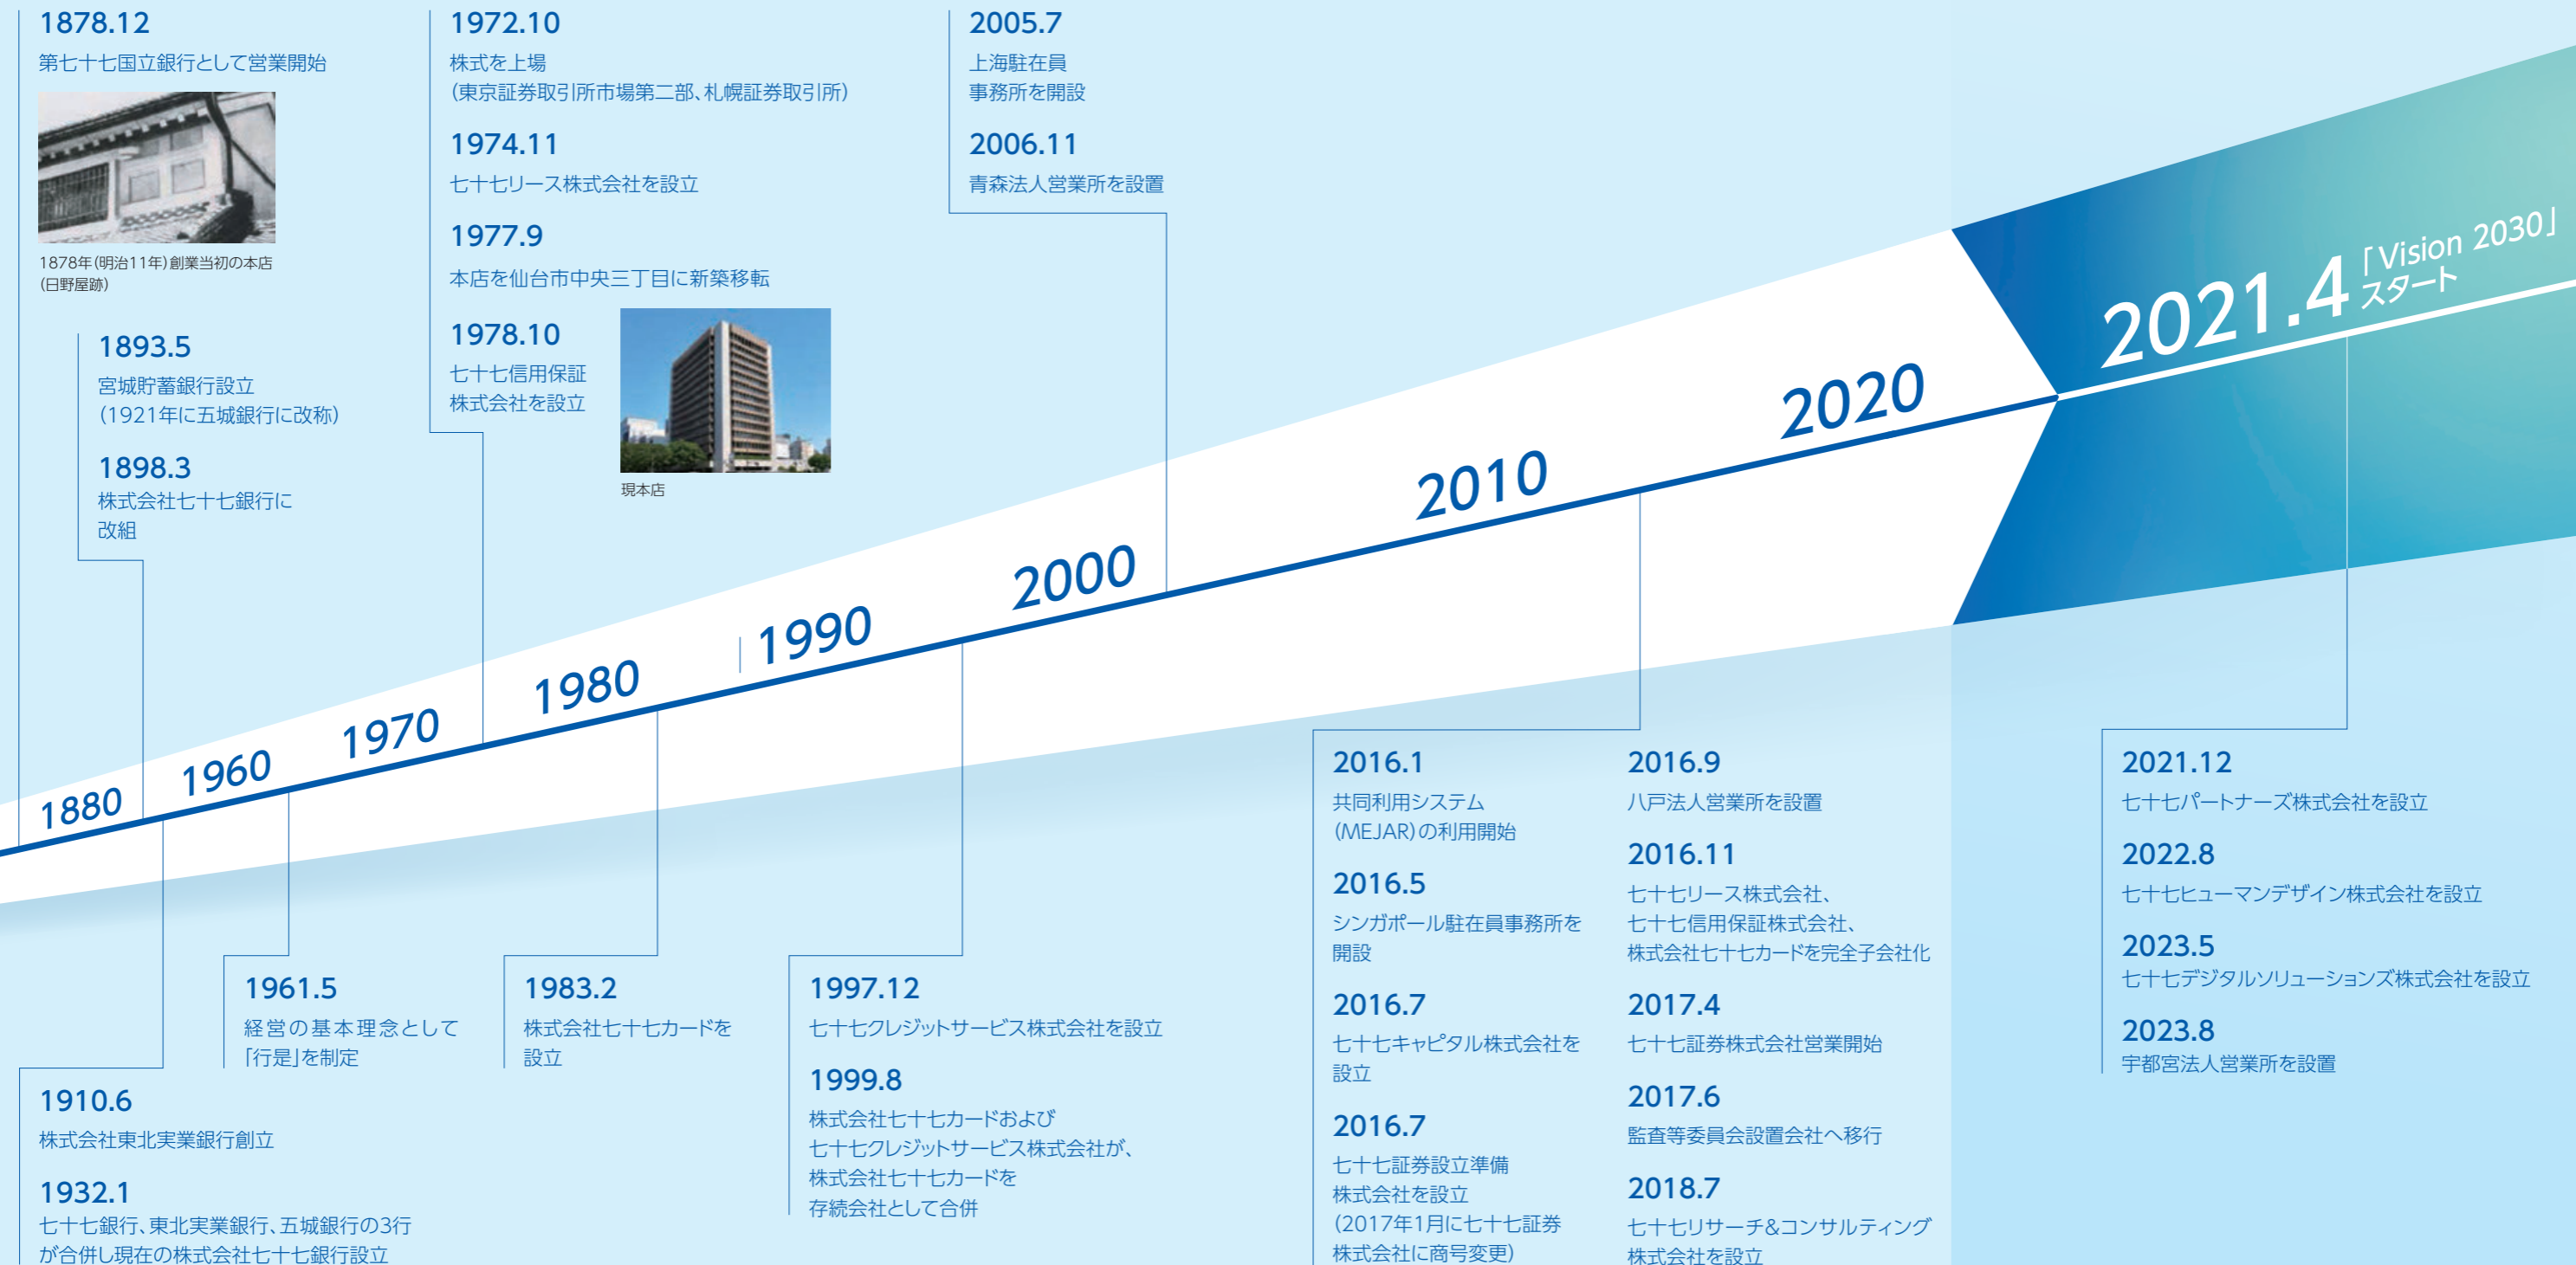 1878.12
第七十七国立銀行として営業開始
1878年(明治11年)創業当初の本店
(日野屋跡)
1893.5
宮城貯蓄銀行設立
(1921年に五城銀行に改称)
1898.3
株式会社七十七銀行に
改組
1972.10
株式を上場
(東京証券取引所市場第二部、札幌証券取引所)
1974.11
七十七リース株式会社を設立
1977.9
本店を仙台市中央三丁目に新築移転
1978.10
七十七信用保証
株式会社を設立
現本店
2005.7
上海駐在員
事務所を開設
2006.11
青森法人営業所を設置
1880
1960
1970
1980
1990
2000
2010
2020
2021.4
「Vision 2030」
スタート
1910.6
株式会社東北実業銀行創立
1932.1
七十七銀行、東北実業銀行、五城銀行の3行
が合併し現在の株式会社七十七銀行設立
1961.5
経営の基本理念として
「行是」を制定
1983.2
株式会社七十七カードを
設立
1997.12
七十七クレジットサービス株式会社を設立
1999.8
株式会社七十七カードおよび
七十七クレジットサービス株式会社が、
株式会社七十七カードを
存続会社として合併
2016.1
共同利用システム
(MEJAR)の利用開始
2016.5
シンガポール駐在員事務所を
開設
2016.7
七十七キャピタル株式会社を
設立
2016.7
七十七証券設立準備
株式会社を設立
(2017年1月に七十七証券
株式会社に商号変更)
2016.9
八戸法人営業所を設置
2016.11
七十七リース株式会社、
七十七信用保証株式会社、
株式会社七十七カードを完全子会社化
2017.4
七十七証券株式会社営業開始
2017.6
監査等委員会設置会社へ移行
2018.7
七十七リサーチ&コンサルティング
株式会社を設立
2021.12
七十七パートナーズ株式会社を設立
2022.8
七十七ヒューマンデザイン株式会社を設立
2023.5
七十七デジタルソリューションズ株式会社を設立
2023.8
宇都宮法人営業所を設置